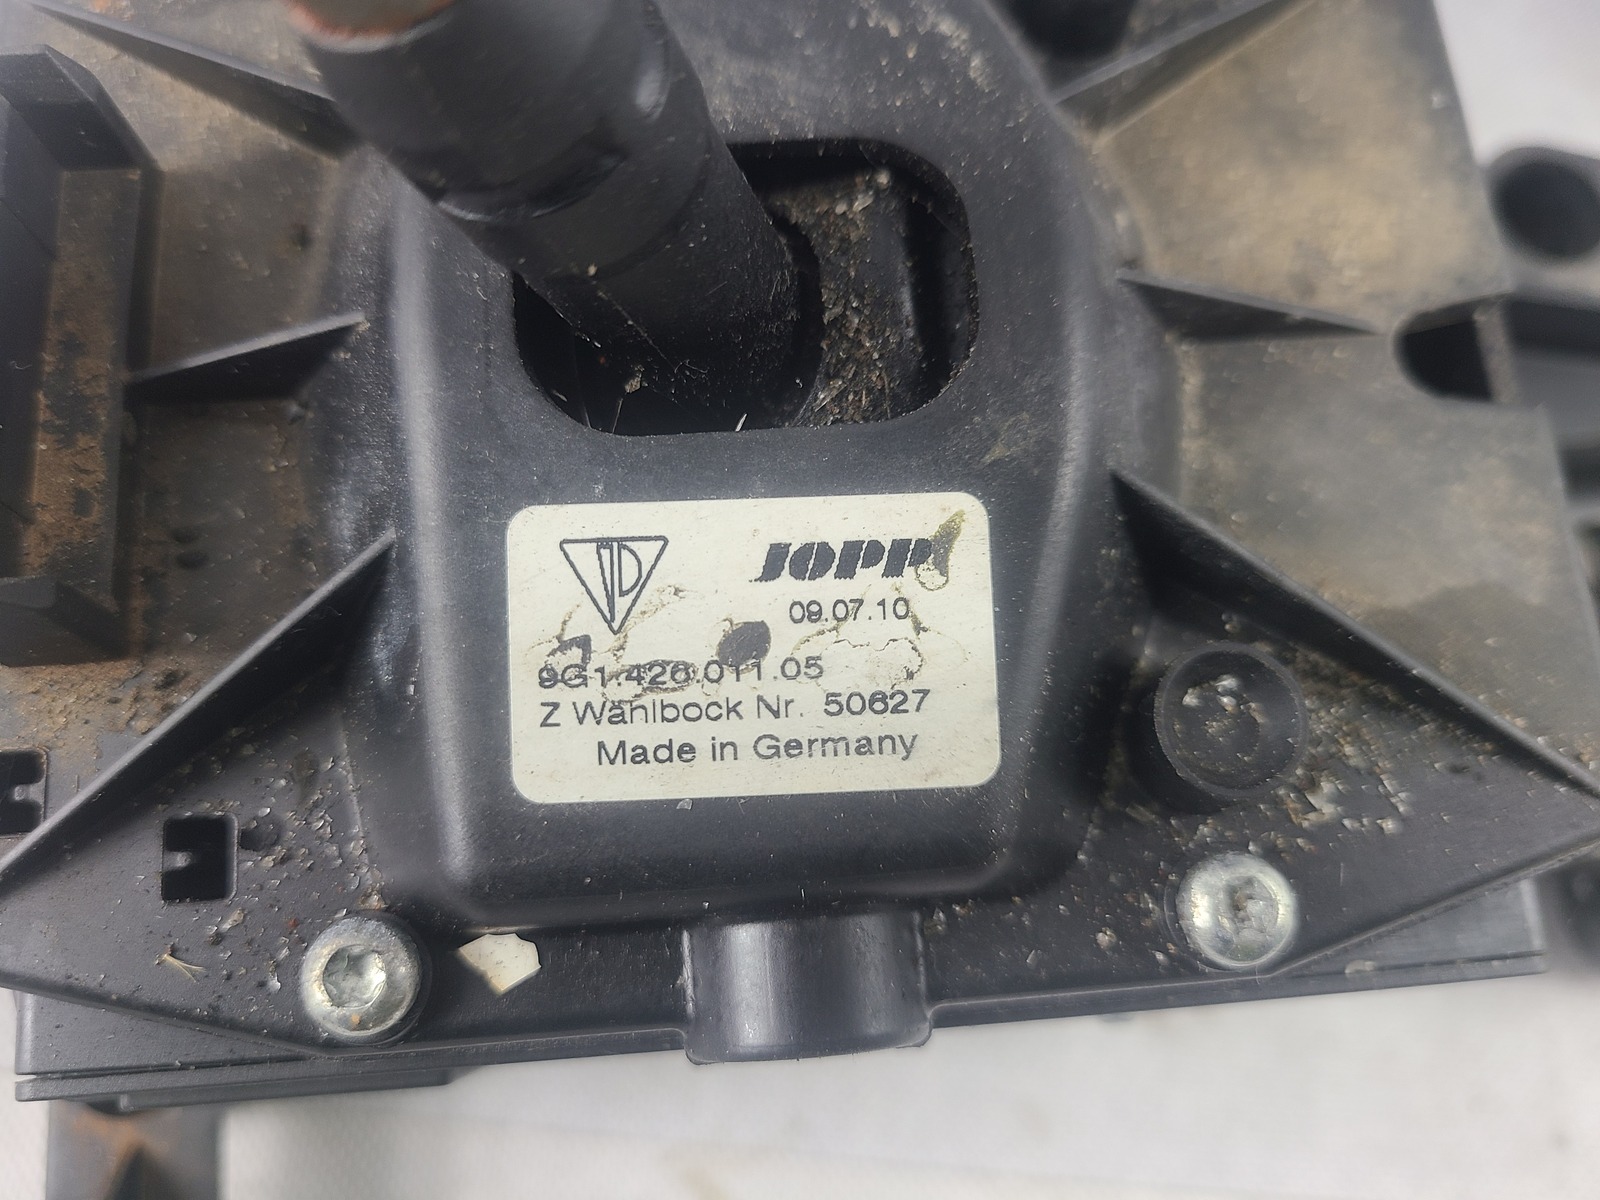 JOPP
09.07.10
9G1.426.011.05
Z Wählbock Nr. 50627
Made in Germany